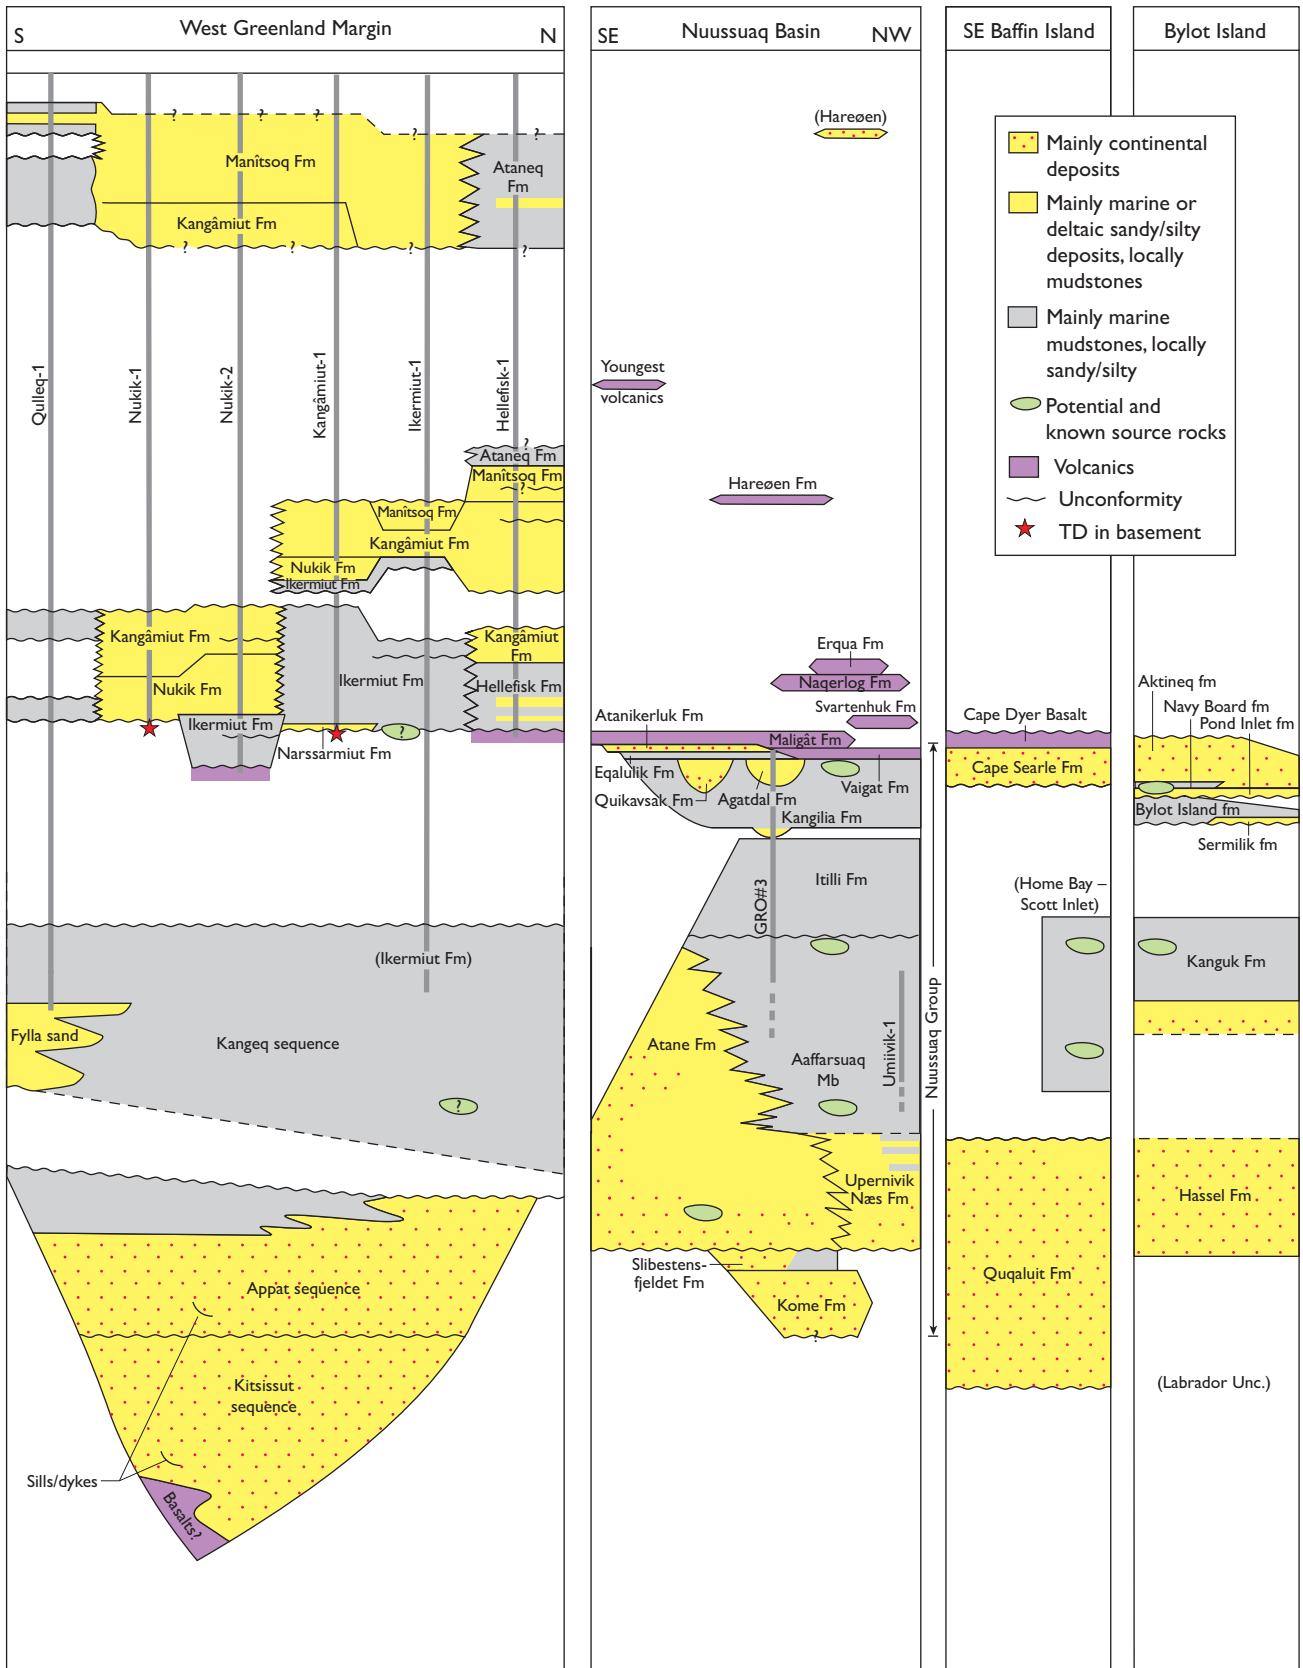 West Greenland Margin
S
N
SE
Nuussuaq Basin
NW
SE Baffin Island
Bylot Island
Mainly continental
deposits
Mainly marine or
deltaic sandy/silty
deposits, locally
mudstones
Mainly marine
mudstones, locally
sandy/silty
Potential and
known source rocks
Volcanics
Unconformity
TD in basement
?
?
?
?
?
Manîtsoq Fm
Ataneq
Fm
Kangâmiut Fm
?
?
?
?
Qulleq-1
Nukik-1
Nukik-2
Kangâmiut-1
Ikermiut-1
Hellefisk-1
?
Ataneq Fm
Manîtsoq Fm
?
Manîtsoq Fm
Kangâmiut Fm
Nukik Fm
Ikermiut Fm
Kangâmiut Fm
Kangâmiut
Fm
Nukik Fm
Ikermiut Fm
Hellefisk Fm
Ikermiut Fm
?
Narssarmiut Fm
(Ikermiut Fm)
Fylla sand
Kangeq sequence
?
Appat sequence
Kitsissut
sequence
Sills/dykes
Basalts?
(Hareøen)
Youngest
volcanics
Hareøen Fm
Erqua Fm
Naqerloq Fm
Svartenhuk Fm
Atanikerluk Fm
Maligât Fm
Eqalulik Fm
Vaigat Fm
Quikavsak Fm
Agatdal Fm
Kangilia Fm
Itilli Fm
GRO#3
Atane Fm
Aaffarsuaq
Mb
Umiivik-1
Upernivik
Næs Fm
Slibestens-
fjeldet Fm
Kome Fm
?
Nuussuaq Group
Cape Dyer Basalt
Cape Searle Fm
(Home Bay –
Scott Inlet)
Quqaluit Fm
Aktineq fm
Navy Board fm
Pond Inlet fm
Bylot Island fm
Sermilik fm
Kanguk Fm
Hassel Fm
(Labrador Unc.)